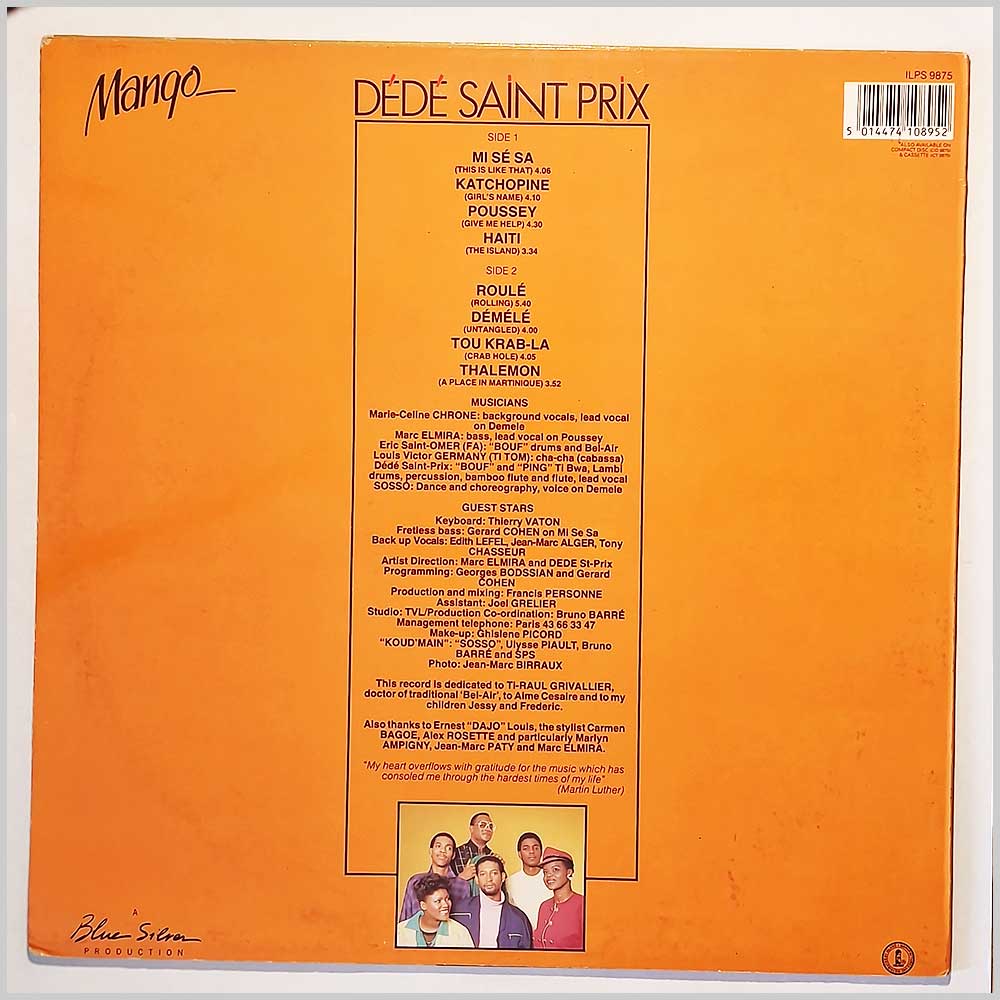 Mango
DÉDÉ SAINT PRIX
ILPS 9875
5 014474 108952
*ALSO AVAILABLE ON
COMPACT DISC (CID 9875)
& CASSETTE (ICT 9875)
SIDE 1
MI SÉ SA
(THIS IS LIKE THAT) 4.06
KATCHOPINE
(GIRL'S NAME) 4.10
POUSSEY
(GIVE ME HELP) 4.30
HAITI
(THE ISLAND) 3.34
SIDE 2
ROULÉ
(ROLLING) 5.40
DÉMÉLÉ
(UNTANGLED) 4.00
TOU KRAB-LA
(CRAB HOLE) 4.05
THALEMON
(A PLACE IN MARTINIQUE) 3.52
MUSICIANS
Marie-Celine CHRONE: background vocals, lead vocal
on Demele
Marc ELMIRA: bass, lead vocal on Poussey
Eric Saint-OMER (FA): "BOUF" drums and Bel-Air
Louis Victor GERMANY (TI TOM): cha-cha (cabassa)
Dédé Saint-Prix: "BOUF" and "PING" Ti Bwa, Lambi
drums, percussion, bamboo flute and flute, lead vocal
SOSSO: Dance and choreography, voice on Demele
GUEST STARS
Keyboard: Thierry VATON
Fretless bass: Gerard COHEN on MI Se Sa
Back up Vocals: Edith LEFEL, Jean-Marc ALGER, Tony
CHASSEUR
Artist Direction: Marc ELMIRA and DEDE St-Prix
Programming: Georges BODSSIAN and Gerard
COHEN
Production and mixing: Francis PERSONNE
Assistant: Joel GRELIER
Studio: TVL/Production Co-ordination: Bruno BARRÉ
Management telephone: Paris 43 66 33 47
Make-up: Ghislene PICORD
"KOUD'MAIN": "SOSSO", Ulysse PIAULT, Bruno
BARRÉ and SPS
Photo: Jean-Marc BIRRAUX
This record is dedicated to Ti-RAUL GRIVALLIER,
doctor of traditional 'Bel-Air', to Aime Cesaire and to my
children Jessy and Frederic.
Also thanks to Ernest "DAJO" Louis, the stylist Carmen
BAGOE, Alex ROSETTE and particularly Marlyn
AMPIGNY, Jean-Marc PATY and Marc ELMIRA.
"My heart overflows with gratitude for the music which has
consoled me through the hardest times of my life"
(Martin Luther)
A
Blue Silver
PRODUCTION